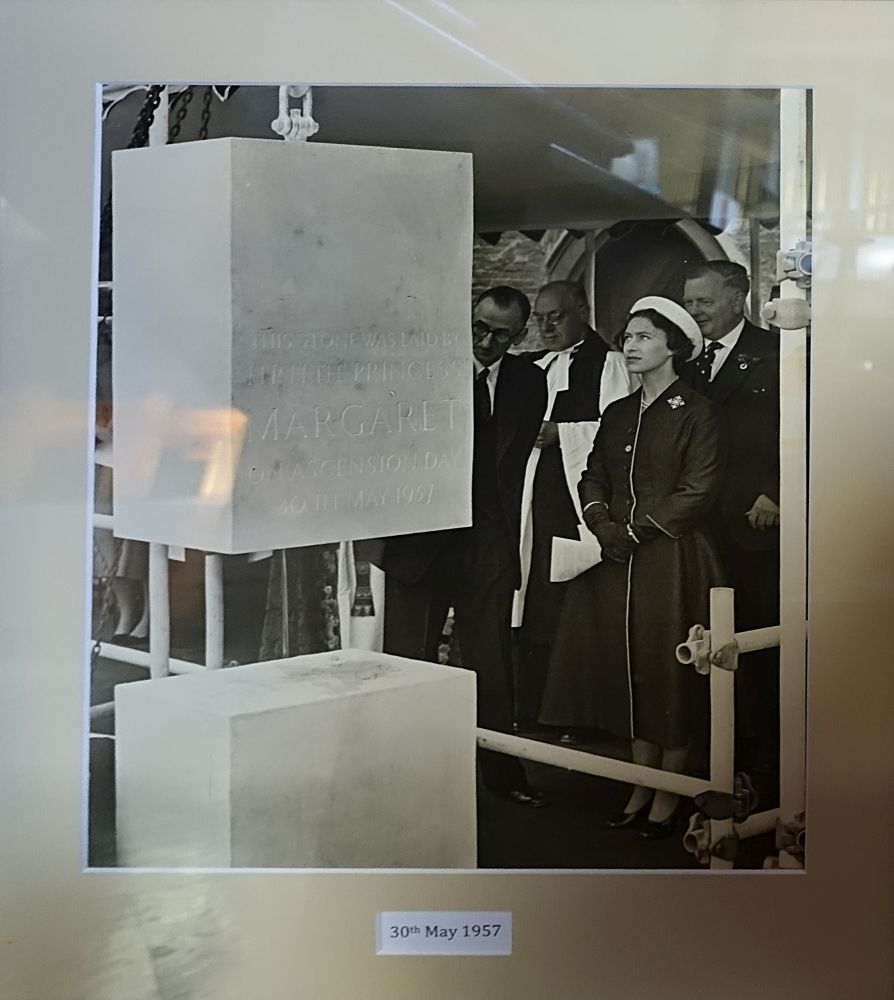 THIS STONE WAS LAID BY
H·R·H·THE PRINCESS
MARGARET
ON ASCENSION DAY
30TH MAY 1957
30th May 1957